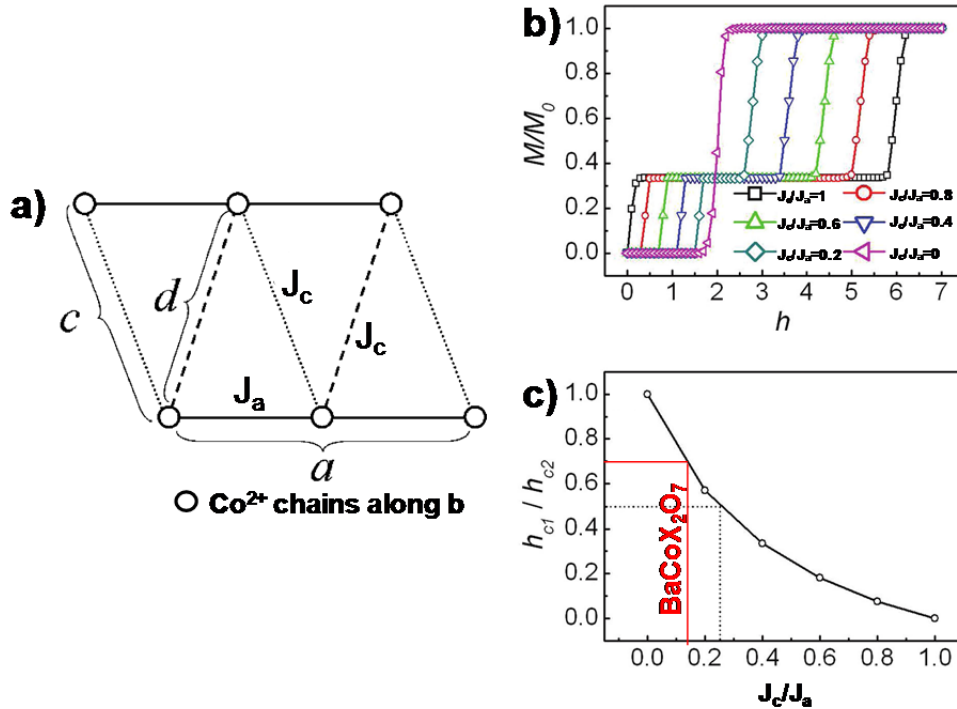 a)
c
d
J_c
J_c
J_a
a
Co²⁺ chains along b
b)
M/M_0
1.0
0.8
0.6
0.4
0.2
0.0
J_c/J_a=1 J_c/J_a=0.8
J_c/J_a=0.6 J_c/J_a=0.4
J_c/J_a=0.2 J_c/J_a=0
0 1 2 3 4 5 6 7
h
c)
h_c1 / h_c2
1.0
0.8
0.6
0.4
0.2
0.0
BaCoX₂O₇
0.0 0.2 0.4 0.6 0.8 1.0
J_c/J_a